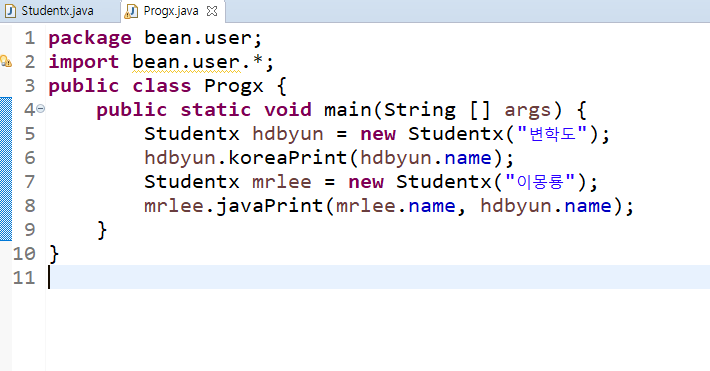 Studentx.java Progx.java
1 package bean.user;
2 import bean.user.*;
3 public class Progx {
4 public static void main(String [] args) {
5 Studentx hdbyun = new Studentx("변학도");
6 hdbyun.koreaPrint(hdbyun.name);
7 Studentx mrlee = new Studentx("이몽룡");
8 mrlee.javaPrint(mrlee.name, hdbyun.name);
9 }
10 }
11